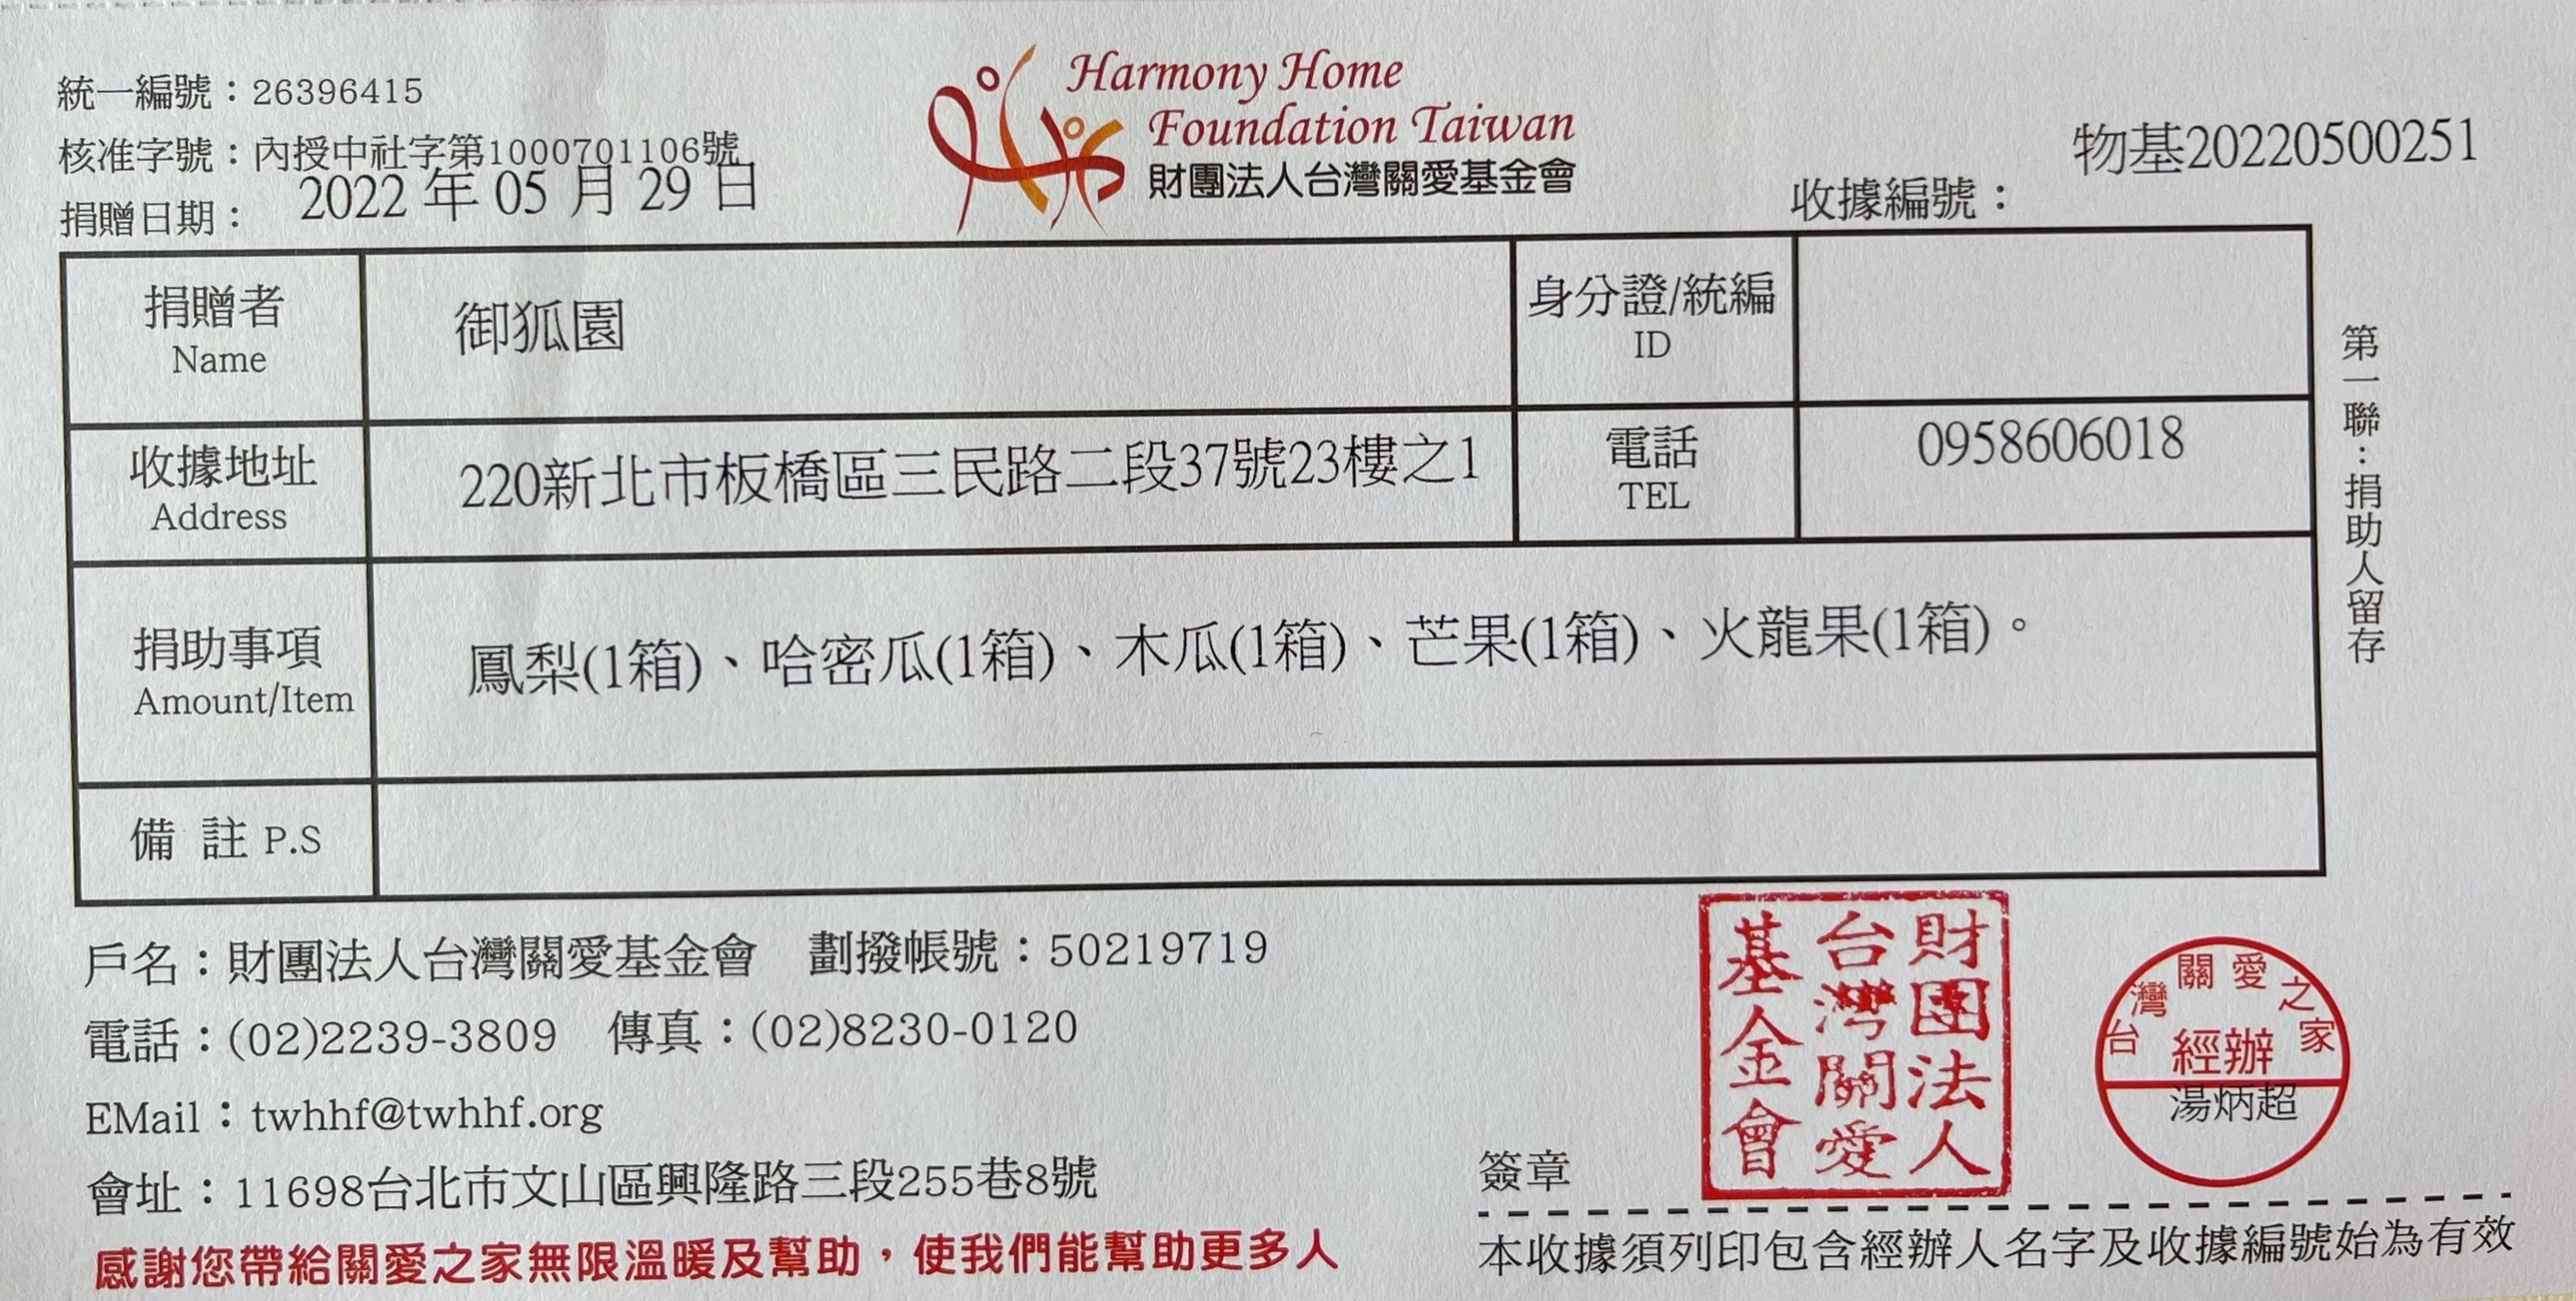 統一編號：26396415
核准字號：內授中社字第1000701106號
捐贈日期： 2022 年 05 月 29 日
Harmony Home
Foundation Taiwan
財團法人台灣關愛基金會
物基20220500251
收據編號：
捐贈者
Name
御狐園
身分證/統編
ID
收據地址
Address
220新北市板橋區三民路二段37號23樓之1
電話
TEL
0958606018
捐助事項
Amount/Item
鳳梨(1箱)、哈密瓜(1箱)、木瓜(1箱)、芒果(1箱)、火龍果(1箱)。
備 註 P.S
第一聯：捐助人留存
戶名：財團法人台灣關愛基金會 劃撥帳號：50219719
電話：(02)2239-3809 傳真：(02)8230-0120
EMail：twhhf@twhhf.org
會址：11698台北市文山區興隆路三段255巷8號
感謝您帶給關愛之家無限溫暖及幫助，使我們能幫助更多人
簽章
財團法人
台灣關愛
基金會
台灣關愛之家
經辦
湯炳超
本收據須列印包含經辦人名字及收據編號始為有效